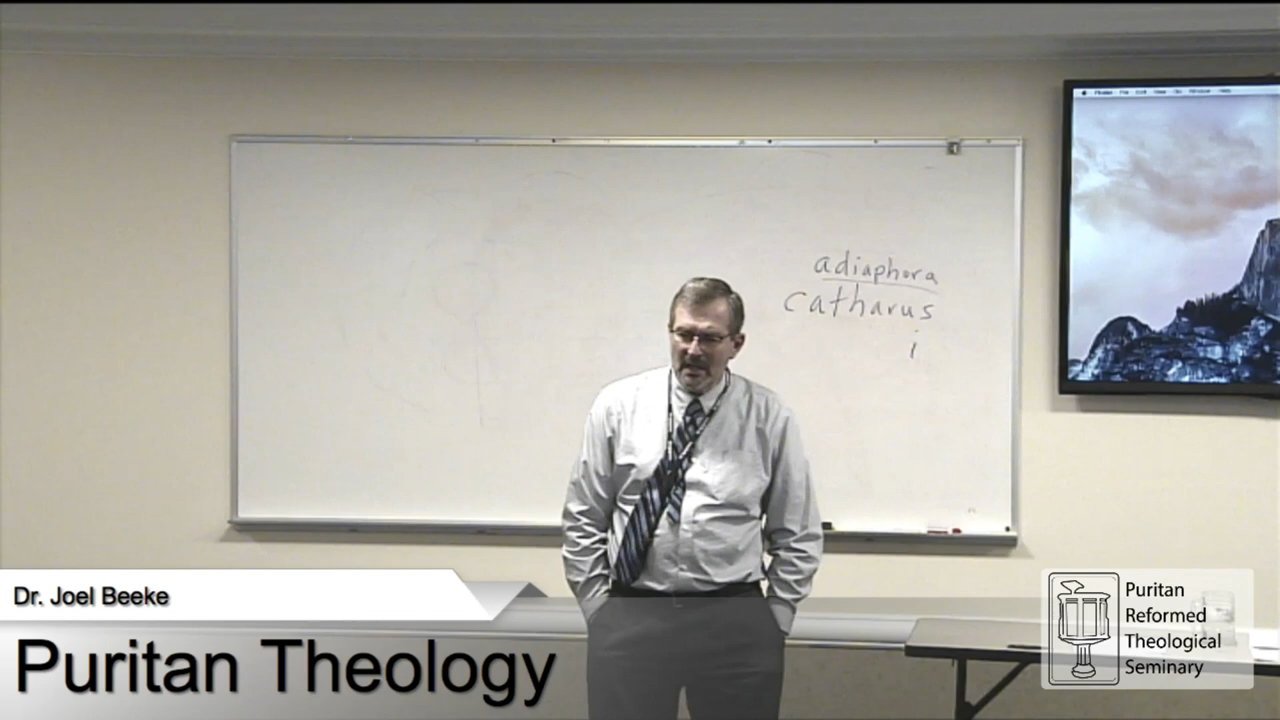 adiaphora
catharus
i
Dr. Joel Beeke
Puritan Theology
Puritan
Reformed
Theological
Seminary